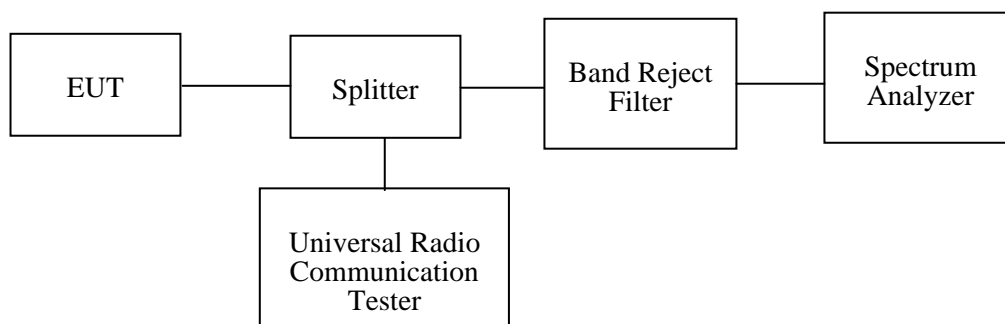 EUT
Splitter
Band Reject
Filter
Spectrum
Analyzer
Universal Radio
Communication
Tester